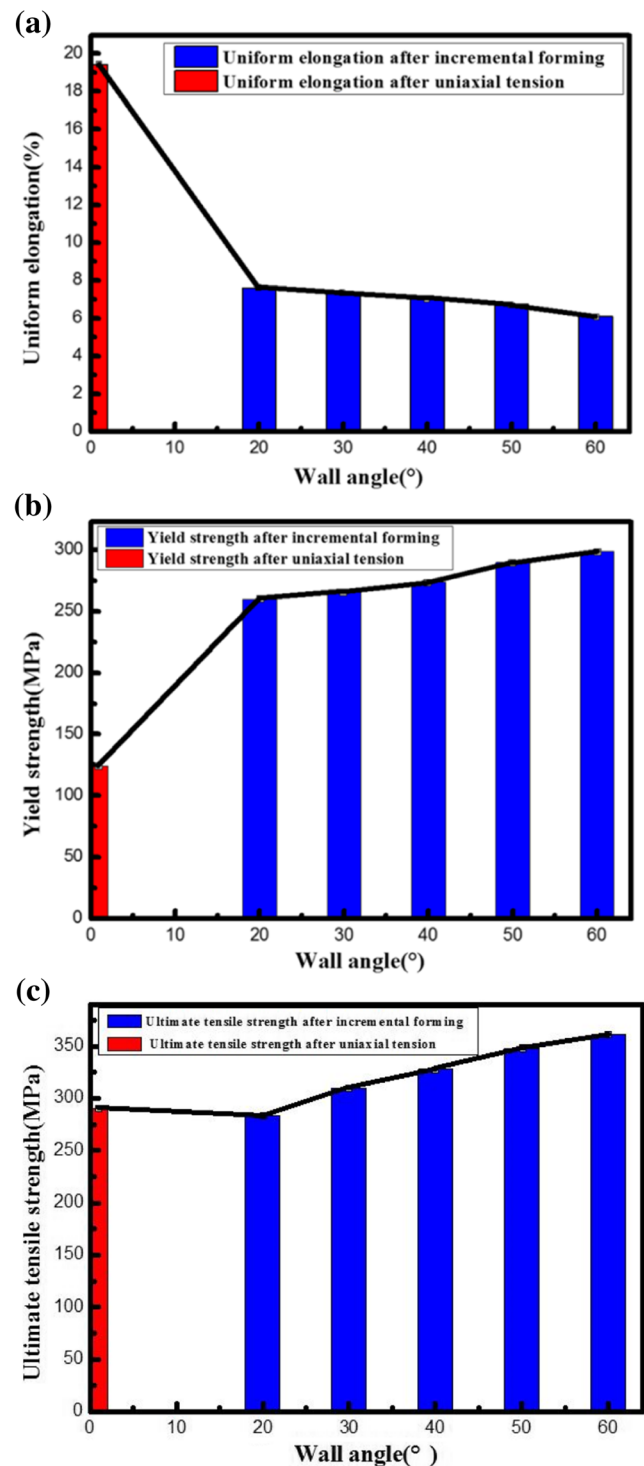 (a)
Uniform elongation after incremental forming
Uniform elongation after uniaxial tension
20
18
16
14
12
10
8
6
4
2
0
Uniform elongation(%)
0 10 20 30 40 50 60
Wall angle(°)
(b)
Yield strength after incremental forming
Yield strength after uniaxial tension
300
250
200
150
100
50
0
Yield strength(MPa)
0 10 20 30 40 50 60
Wall angle(°)
(c)
Ultimate tensile strength after incremental forming
Ultimate tensile strength after uniaxial tension
350
300
250
200
150
100
50
0
Ultimate tensile strength(MPa)
0 10 20 30 40 50 60
Wall angle(° )